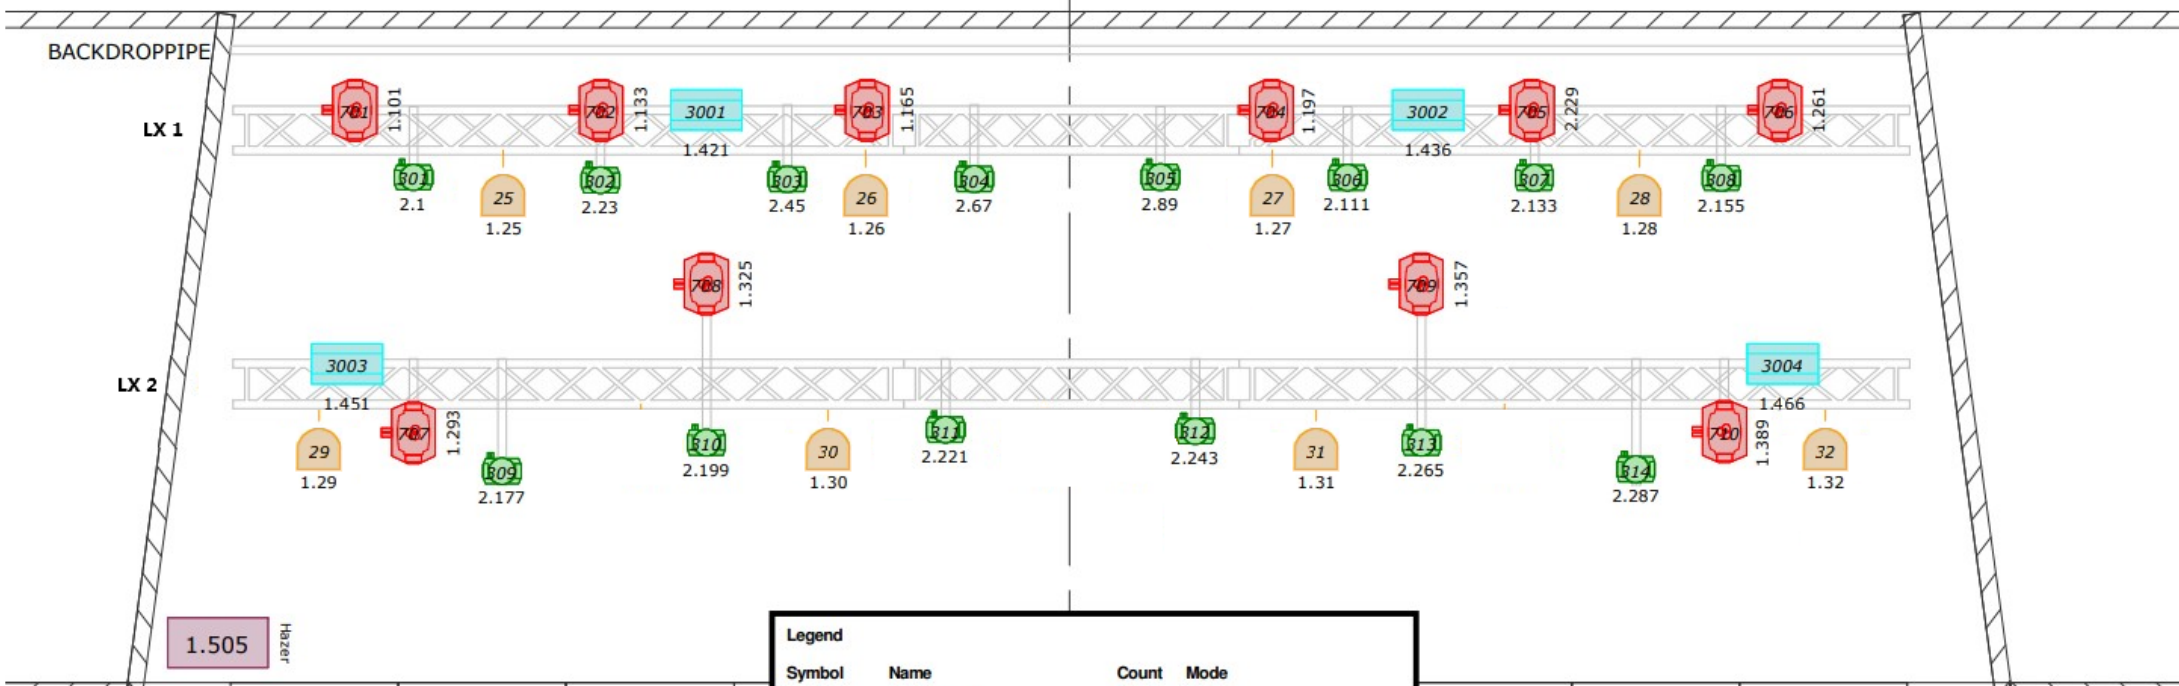 BACKDROPPIPE
LX 1
701 1.101 702 1.133 3001 703 1.165 704 1.197 3002 705 2.229 706 1.261
1.421 1.436
301 25 302 303 26 304 305 27 306 307 28 308
2.1 2.23 2.45 2.67 2.89 2.111 2.133 2.155
1.25 1.26 1.27 1.28
708 1.325 709 1.357
LX 2
3003 3004
1.451 1.466
29 707 1.293 309 310 30 311 312 31 313 314 710 1.389 32
2.199 2.221 2.243 2.265
1.29 2.177 1.30 1.31 2.287 1.32
1.505 Hazer
Legend
Symbol Name Count Mode